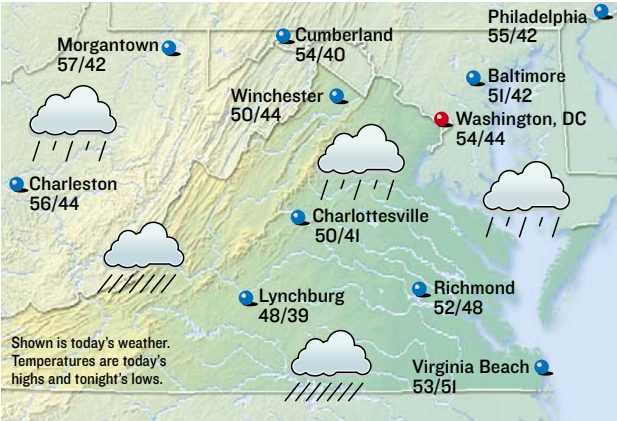 Philadelphia
55/42
Cumberland
54/40
Morgantown
57/42
Baltimore
51/42
Winchester
50/44
Washington, DC
54/44
Charleston
56/44
Charlottesville
50/41
Richmond
52/48
Lynchburg
48/39
Shown is today's weather.
Temperatures are today's
highs and tonight's lows.
Virginia Beach
53/51